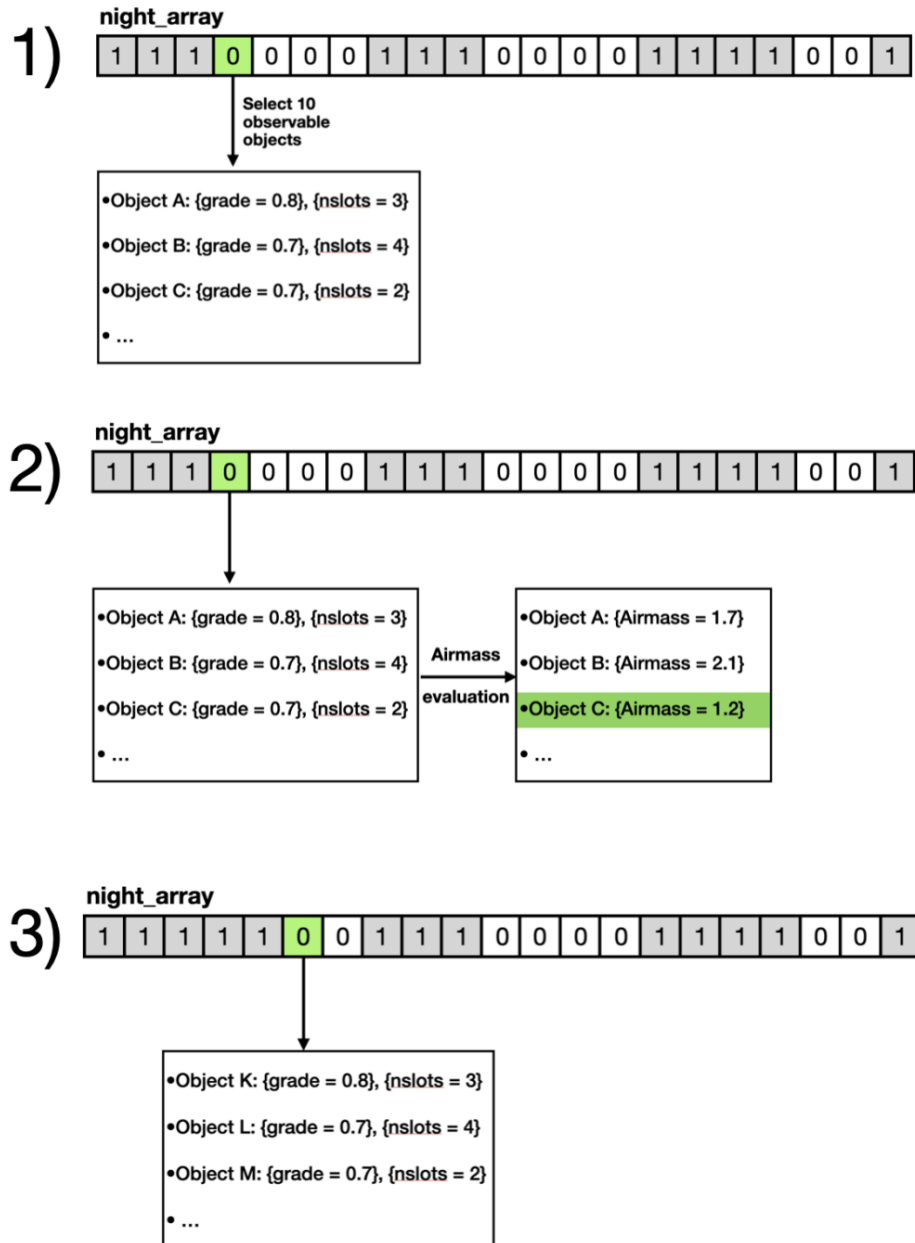 night_array
1)
1 1 1 0 0 0 0 1 1 1 0 0 0 0 1 1 1 1 0 0 1
Select 10
observable
objects
•Object A: {grade = 0.8}, {nslots = 3}
•Object B: {grade = 0.7}, {nslots = 4}
•Object C: {grade = 0.7}, {nslots = 2}
• ...
night_array
2)
1 1 1 0 0 0 0 1 1 1 0 0 0 0 1 1 1 1 0 0 1
•Object A: {grade = 0.8}, {nslots = 3}
•Object B: {grade = 0.7}, {nslots = 4}
•Object C: {grade = 0.7}, {nslots = 2}
• ...
Airmass
evaluation
•Object A: {Airmass = 1.7}
•Object B: {Airmass = 2.1}
•Object C: {Airmass = 1.2}
• ...
night_array
3)
1 1 1 1 1 0 0 1 1 1 0 0 0 0 1 1 1 1 0 0 1
•Object K: {grade = 0.8}, {nslots = 3}
•Object L: {grade = 0.7}, {nslots = 4}
•Object M: {grade = 0.7}, {nslots = 2}
• ...